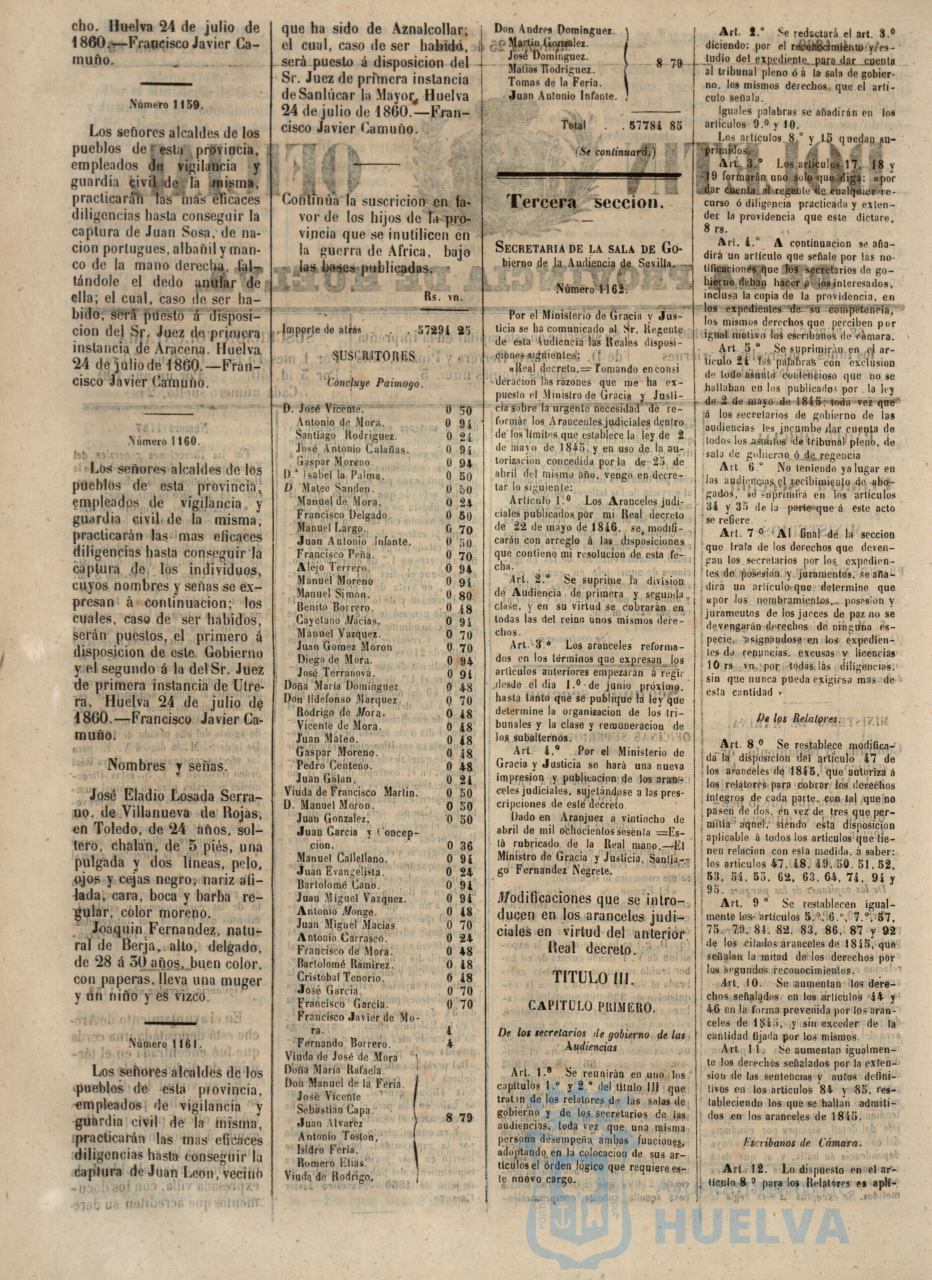 cho. Huelva 24 de julio de
1860.—Francisco Javier Ca-
muño.
Número 1159.
Los señores alcaldes de los
pueblos de esta provincia,
empleados de vigilancia y
guardia civil de la misma,
practicarán las mas eficaces
diligencias hasta conseguir la
captura de Juan Sosa, de na-
cion portugues, albañil y man-
co de la mano derecha, fal-
tándole el dedo anular de
ella; el cual, caso de ser ha-
bido, será puesto á disposi-
cion del Sr. Juez de primera
instancia de Aracena. Huelva
24 de julio de 1860.—Fran-
cisco Javier Camuño.
Número 1160.
Los señores alcaldes de los
pueblos de esta provincia,
empleados de vigilancia y
guardia civil de la misma,
practicarán las mas eficaces
diligencias hasta conseguir la
captura de los individuos,
cuyos nombres y señas se ex-
presan á continuacion; los
cuales, caso de ser habidos,
serán puestos, el primero á
disposicion de este Gobierno
y el segundo á la del Sr. Juez
de primera instancia de Utre-
ra. Huelva 24 de julio de
1860.—Francisco Javier Ca-
muño.
Nombres y señas.
José Eladio Losada Serra-
no, de Villanueva de Rojas,
en Toledo, de 24 años, sol-
tero, chalan, de 5 piés, una
pulgada y dos líneas, pelo,
ojos y cejas negro, nariz afi-
lada, cara, boca y barba re-
gular, color moreno.
Joaquin Fernandez, natu-
ral de Berja, alto, delgado,
de 28 á 30 años, buen color,
con paperas, lleva una muger
y un niño y es vizco.
Número 1161.
Los señores alcaldes de los
pueblos de esta provincia,
empleados de vigilancia y
guardia civil de la misma,
practicarán las mas eficaces
diligencias hasta conseguir la
captura de Juan Leon, vecino
que ha sido de Aznalcollar;
el cual, caso de ser habido,
será puesto á disposicion del
Sr. Juez de primera instancia
de Sanlúcar la Mayor. Huelva
24 de julio de 1860.—Fran-
cisco Javier Camuño.
Continúa la suscricion en fa-
vor de los hijos de la pro-
vincia que se inutilicen en
la guerra de Africa, bajo
las bases publicadas.
Rs. vn.
Importe de atrás . . . 57294 25
SUSCRITORES
Concluye Paimogo.
D. José Vicente. 0 50
Antonio de Mora. 0 94
Santiago Rodriguez. 0 24
José Antonio Calañas. 0 94
Gaspar Moreno 0 94
D.ª Isabel la Palma. 0 50
D. Mateo Sanden. 0 50
Manuel de Mora. 0 24
Francisco Delgado 0 50
Manuel Largo. 0 70
Juan Antonio Infante. 0 50
Francisco Peña. 0 70
Alejo Terrero. 0 94
Manuel Moreno 0 94
Manuel Simon. 0 80
Benito Borrero. 0 48
Cayetano Macias. 0 94
Manuel Vazquez. 0 70
Juan Gomez Moron 0 70
Diego de Mora. 0 94
José Terranova. 0 94
Doña Maria Dominguez 0 48
Don Ildefonso Marquez. 0 70
Rodrigo de Mora. 0 48
Vicente de Mora. 0 48
Juan Mateo. 0 48
Gaspar Moreno. 0 48
Pedro Centeno. 0 48
Juan Galan. 0 24
Viuda de Francisco Martin. 0 50
D. Manuel Moron. 0 50
Juan Gonzalez. 0 50
Juan Garcia y Concep-
cion. 0 36
Manuel Callellano. 0 94
Juan Evangelista. 0 24
Bartolomé Cano. 0 94
Juan Miguel Vazquez. 0 94
Antonio Monge. 0 48
Juan Miguel Macias 0 70
Antonio Carrasco. 0 24
Francisco de Mora. 0 48
Bartolomé Ramirez. 0 48
Cristobal Tenorio. 0 48
José Garcia. 0 70
Francisco Garcia. 0 70
Francisco Javier de Mo-
ra. 4
Fernando Borrero. 4
Viuda de José de Mora
Doña Maria Rafaela.
Don Manuel de la Feria.
José Vicente
Sebastian Capa.
Juan Alvarez 8 79
Antonio Toston.
Isidro Feria.
Romero Elias.
Viuda de Rodrigo.
Don Andres Dominguez.
Martin Gonzalez.
José Dominguez.
Matias Rodriguez. 8 79
Tomas de la Feria.
Juan Antonio Infante.
Total . . 57784 85
(Se continuará.)
Tercera seccion.
SECRETARIA DE LA SALA DE GO-
bierno de la Audiencia de Sevilla.
Número 1162.
Por el Ministerio de Gracia y Jus-
ticia se ha comunicado al Sr. Regente
de esta Audiencia las Reales disposi-
ciones siguientes:
«Real decreto.=Tomando en consi
deracion las razones que me ha ex-
puesto el Ministro de Gracia y Justi-
cia sobre la urgente necesidad de re-
formar los Aranceles judiciales dentro
de los límites que establece la ley de 2
de mayo de 1845, y en uso de la au-
torizacion concedida por la de 25 de
abril del mismo año, vengo en decre-
tar lo siguiente:
Artículo 1.º Los Aranceles judi-
ciales publicados por mi Real decreto
de 22 de mayo de 1846, se modifi-
carán con arreglo á las disposiciones
que contiene mi resolucion de esta fe-
cha.
Art. 2.º Se suprime la division
de Audiencia de primera y segunda
clase, y en su virtud se cobrarán en
todas las del reino unos mismos dere-
chos.
Art. 3.º Los aranceles reforma-
dos en los términos que expresan los
artículos anteriores empezarán á regir
desde el dia 1.º de junio próximo,
hasta tanto que se publique la ley que
determine la organizacion de los tri-
bunales y la clase y remuneracion de
los subalternos.
Art. 4.º Por el Ministerio de
Gracia y Justicia se hará una nueva
impresion y publicacion de los aran-
celes judiciales, sujetándose a las pres-
cripciones de este decreto.
Dado en Aranjuez a vintiocho de
abril de mil ochocientos sesenta=Es-
tá rubricado de la Real mano.—El
Ministro de Gracia y Justicia, Santia-
go Fernandez Negrete.
Modificaciones que se intro-
ducen en los aranceles judi-
ciales en virtud del anterior
Real decreto.
TITULO III.
CAPITULO PRIMERO.
De los secretarios de gobierno de las
Audiencias
Art. 1.º Se reunirán en uno, los
capítulos 1.º y 2.º del título III que
tratan de los relatores de las salas de
gobierno y de los secretarios de las
audiencias, toda vez que una misma
persona desempeña ambas funciones,
adoptando en la colocacion de sus ar-
tículos el órden lógico que requiere es-
te nuevo cargo.
Art. 2.º Se redactará el art. 3.º
diciendo: por el reconocimiento y es-
tudio del expediente para dar cuenta
al tribunal pleno ó á la sala de gobier-
no, los mismos derechos, que el artí-
culo señala.
Iguales palabras se añadirán en los
artículos 9.º y 10.
Los artículos 8.º y 15 quedan su-
primidos.
Art. 3.º Los artículos 17, 18 y
19 formarán uno solo que diga: «por
dar cuenta al regente de cualquier re-
curso ó diligencia practicada y exten-
der la providencia que este dictare,
8 rs.
Art. 4.º A continuacion se aña-
dirá un artículo que señale por las no-
tificaciones que los secretarios de go-
bierno deban hacer á los interesados,
inclusa la copia de la providencia, en
los expedientes de su competencia,
los mismos derechos que perciben por
igual motivo los escribanos de cámara.
Art. 5.º Se suprimirán en el ar-
tículo 24 las palabras con exclusion
de todo asunto contencioso que no se
hallaban en los publicados por la ley
de 2 de mayo de 1845; toda vez que
á los secretarios de gobierno de las
audiencias les incumbe dar cuenta de
todos los asuntos de tribunal pleno, de
sala de gobierno ó de regencia
Art 6.º No teniendo ya lugar en
las audiencias el recibimiento de abo-
gados, se suprimirá en los artículos
34 y 35 de la parte que á este acto
se refiere.
Art. 7.º Al final de la seccion
que trata de los derechos que deven-
gan los secretarios por los expedien-
tes de posesion y juramentos, se aña-
dirá un artículo que determine que
«por los nombramientos, posesion y
juramentos de los jueces de paz no se
devengarán derechos de ninguna es-
pecie, asignandose en los expedien-
tes de renuncias, excusas y licencias
10 rs vn. por todas las diligencias,
sin que nunca pueda exigirse mas de
esta cantidad.
De los Relatores.
Art. 8.º Se restablece modifica-
da la disposicion del artículo 47 de
los aranceles de 1845, que autoriza á
los relatores para cobrar los derechos
íntegros de cada parte, con tal que no
pasen de dos, en vez de tres que per-
mitia aquel, siendo esta disposicion
aplicable á todos los artículos que tie-
nen relacion con esta medida, á saber:
los articulos 47, 48, 49, 50, 51, 52,
53, 54, 55, 62, 63, 64, 74, 94 y
95.
Art. 9.º Se restablecen igual-
mente los artículos 5.º, 6.º, 7.º, 57,
75, 79, 81, 82, 83, 86, 87 y 92
de los citados aranceles de 1845, que
señalan la mitad de los derechos por
los segundos reconocimientos.
Art. 10. Se aumentan los dere-
chos señalados en los artículos 44 y
46 en la forma prevenida por los aran-
celes de 1845, y sin exceder de la
cantidad fijada por los mismos.
Art 11. Se aumentan igualmen-
te los derechos señalados por la exten-
sion de las sentencias y autos defini-
tivos en los artículos 84 y 85, res-
tableciendo los que se hallan admiti-
dos en los aranceles de 1845.
Escribanos de Cámara.
Art. 12. Lo dispuesto en el ar-
tículo 8.º para los Relatores es apli-
HUELVA